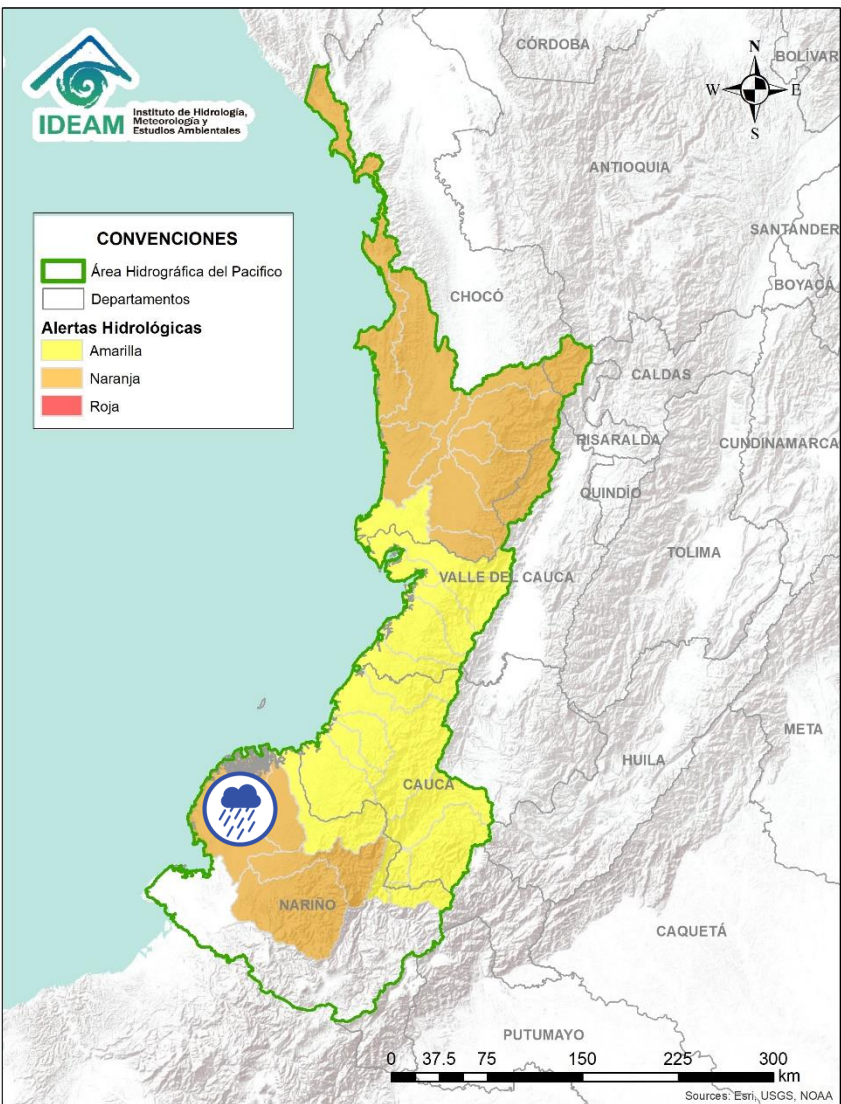 IDEAM
Instituto de Hidrología,
Meteorología y
Estudios Ambientales
CÓRDOBA
BOLÍVAR
N
W
E
S
ANTIOQUIA
SANTANDER
BOYACÁ
CONVENCIONES
Área Hidrográfica del Pacifico
Departamentos
Alertas Hidrológicas
Amarilla
Naranja
Roja
CHOCÓ
CALDAS
RISARALDA
CUNDINAMARCA
QUINDÍO
TOLIMA
VALLE DEL CAUCA
META
HUILA
CAUCA
NARIÑO
CAQUETÁ
PUTUMAYO
0 37.5 75 150 225 300
km
Sources: Esri, USGS, NOAA